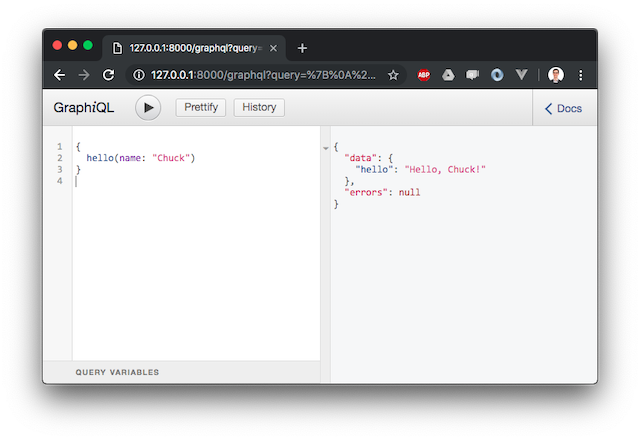 127.0.0.1:8000/graphql?query=
127.0.0.1:8000/graphql?query=%7B%0A%2...
ABP
GraphiQL
Prettify
History
Docs
1 {
2 hello(name: "Chuck")
3 }
4
{
"data": {
"hello": "Hello, Chuck!"
},
"errors": null
}
QUERY VARIABLES